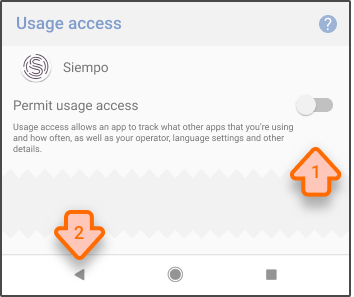 Usage access
?
Siempo
Permit usage access
Usage access allows an app to track what other apps that you're using
and how often, as well as your operator, language settings and other
details.
1
2